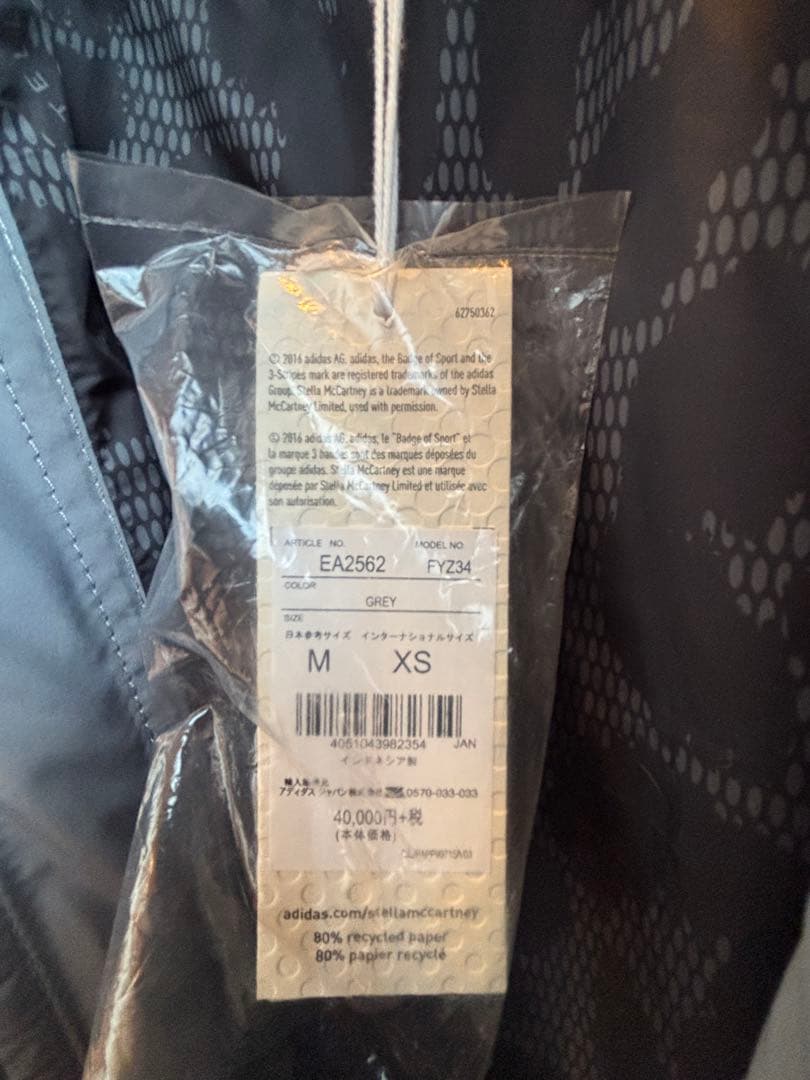 62750362
© 2016 adidas AG. adidas, the Badge of Sport and the
3-Stripes mark are registered trademarks of the adidas
Group. Stella McCartney is a trademark owned by Stella
McCartney Limited, used with permission.
© 2016 adidas AG, adidas, le "Badge of Sport" et
la marque 3 bandes sont des marques déposées du
groupe adidas. Stella McCartney est une marque
déposée par Stella McCartney Limited et utilisée avec
son autorisation.
ARTICLE NO. MODEL NO.
EA2562 FYZ34
COLOR
GREY
SIZE
日本参考サイズ インターナショナルサイズ
M XS
4051043982354 JAN
インドネシア製
輸入販売元
アディダス ジャパン株式会社 0570-033-033
40,000円+税
(本体価格)
adidas.com/stellamccartney
80% recycled paper
80% papier recyclé